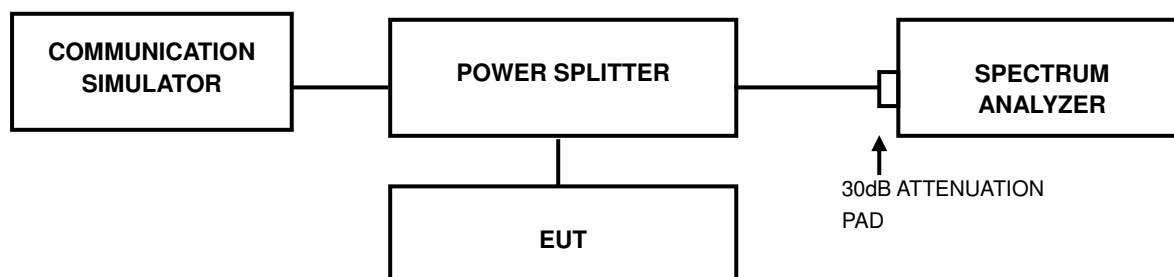 COMMUNICATION
SIMULATOR
POWER SPLITTER
SPECTRUM
ANALYZER
30dB ATTENUATION
PAD
EUT